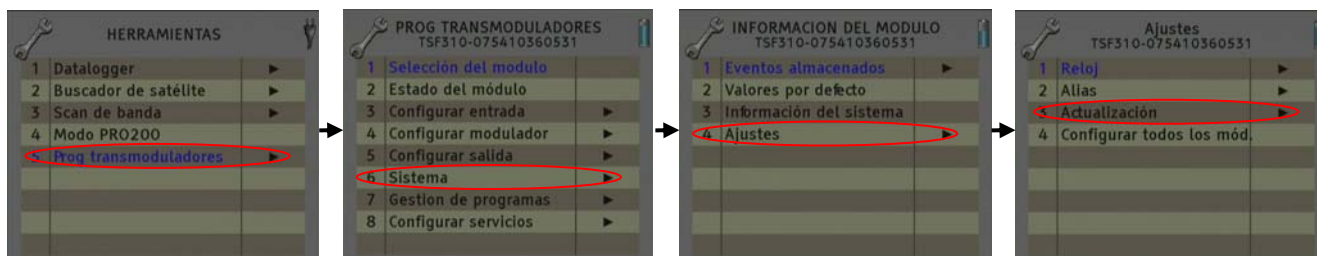 HERRAMIENTAS
1 Datalogger
2 Buscador de satélite
3 Scan de banda
4 Modo PRO200
5 Prog transmoduladores
PROG TRANSMODULADORES
TSF310-075410360531
1 Selección del modulo
2 Estado del módulo
3 Configurar entrada
4 Configurar modulador
5 Configurar salida
6 Sistema
7 Gestion de programas
8 Configurar servicios
INFORMACION DEL MODULO
TSF310-075410360531
1 Eventos almacenados
2 Valores por defecto
3 Información del sistema
4 Ajustes
Ajustes
TSF310-075410360531
1 Reloj
2 Alias
3 Actualización
4 Configurar todos los mód.